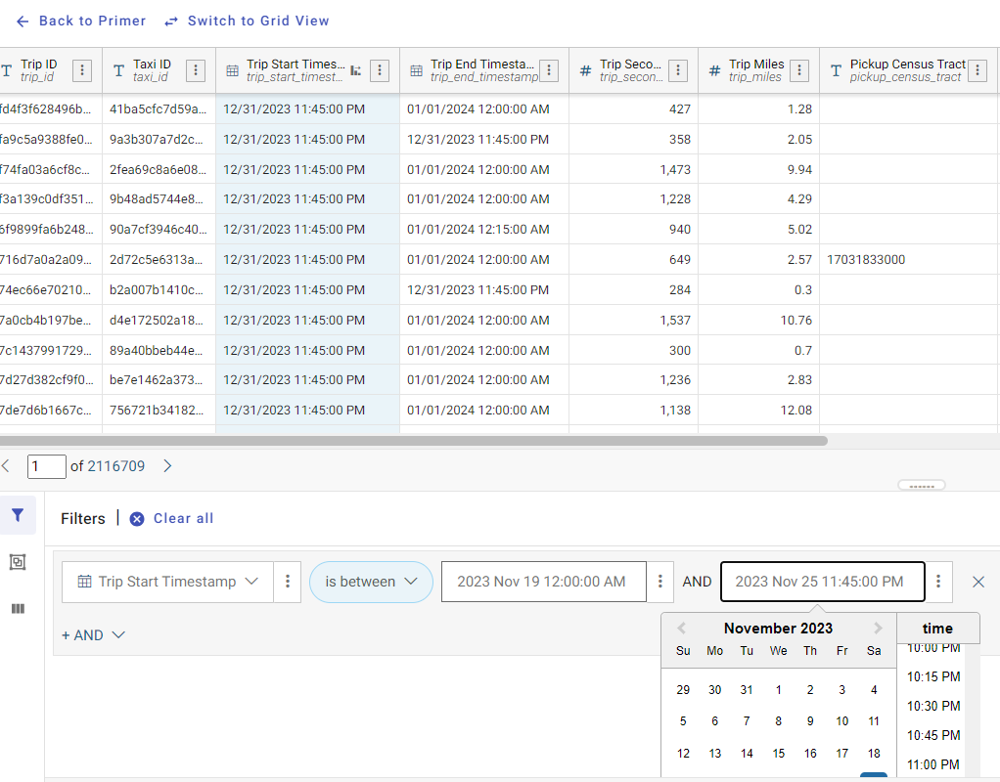 Back to Primer Switch to Grid View
Trip ID Taxi ID Trip Start Times... Trip End Timesta... Trip Seco... Trip Miles Pickup Census Tract
trip_id taxi_id trip_start_timest... trip_end_timestamp trip_secon... trip_miles pickup_census_tract
fd4f3f628496b... 41ba5cfc7d59a... 12/31/2023 11:45:00 PM 01/01/2024 12:00:00 AM 427 1.28
fa9c5a9388fe0... 9a3b307a7d2c... 12/31/2023 11:45:00 PM 12/31/2023 11:45:00 PM 358 2.05
f74fa03a6cf8c... 2fea69c8a6e08... 12/31/2023 11:45:00 PM 01/01/2024 12:00:00 AM 1,473 9.94
f3a139c0df351... 9b48ad5744e8... 12/31/2023 11:45:00 PM 01/01/2024 12:00:00 AM 1,228 4.29
6f9899fa6b248... 90a7cf3946c40... 12/31/2023 11:45:00 PM 01/01/2024 12:15:00 AM 940 5.02
716d7a0a2a09... 2d72c5e6313a... 12/31/2023 11:45:00 PM 01/01/2024 12:00:00 AM 649 2.57 17031833000
74ec66e70210... b2a007b1410c... 12/31/2023 11:45:00 PM 12/31/2023 11:45:00 PM 284 0.3
7a0cb4b197be... d4e172502a18... 12/31/2023 11:45:00 PM 01/01/2024 12:00:00 AM 1,537 10.76
7c1437991729... 89a40bbeb44e... 12/31/2023 11:45:00 PM 01/01/2024 12:00:00 AM 300 0.7
7d27d382cf9f0... be7e1462a373... 12/31/2023 11:45:00 PM 01/01/2024 12:00:00 AM 1,236 2.83
7de7d6b1667c... 756721b34182... 12/31/2023 11:45:00 PM 01/01/2024 12:00:00 AM 1,138 12.08
1 of 2116709
Filters | Clear all
Trip Start Timestamp is between 2023 Nov 19 12:00:00 AM AND 2023 Nov 25 11:45:00 PM
+ AND
November 2023 time
Su Mo Tu We Th Fr Sa
10:00 PM
29 30 31 1 2 3 4
10:15 PM
10:30 PM
5 6 7 8 9 10 11
10:45 PM
12 13 14 15 16 17 18
11:00 PM